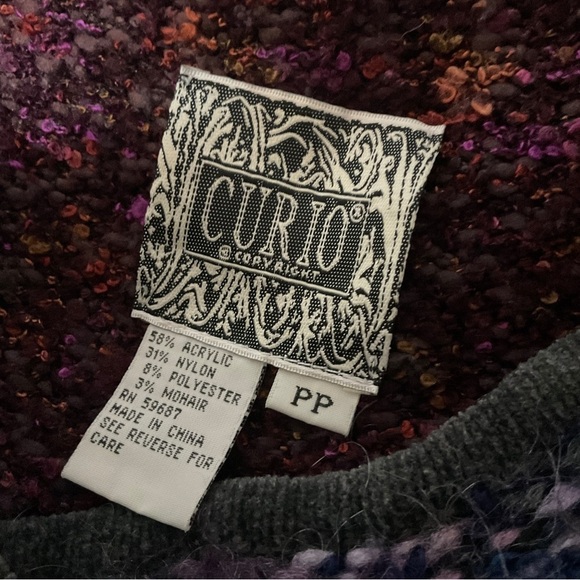 CURIO®
© COPYRIGHT
58% ACRYLIC
31% NYLON
8% POLYESTER
3% MOHAIR
RN 59687
MADE IN CHINA
SEE REVERSE FOR
CARE
PP